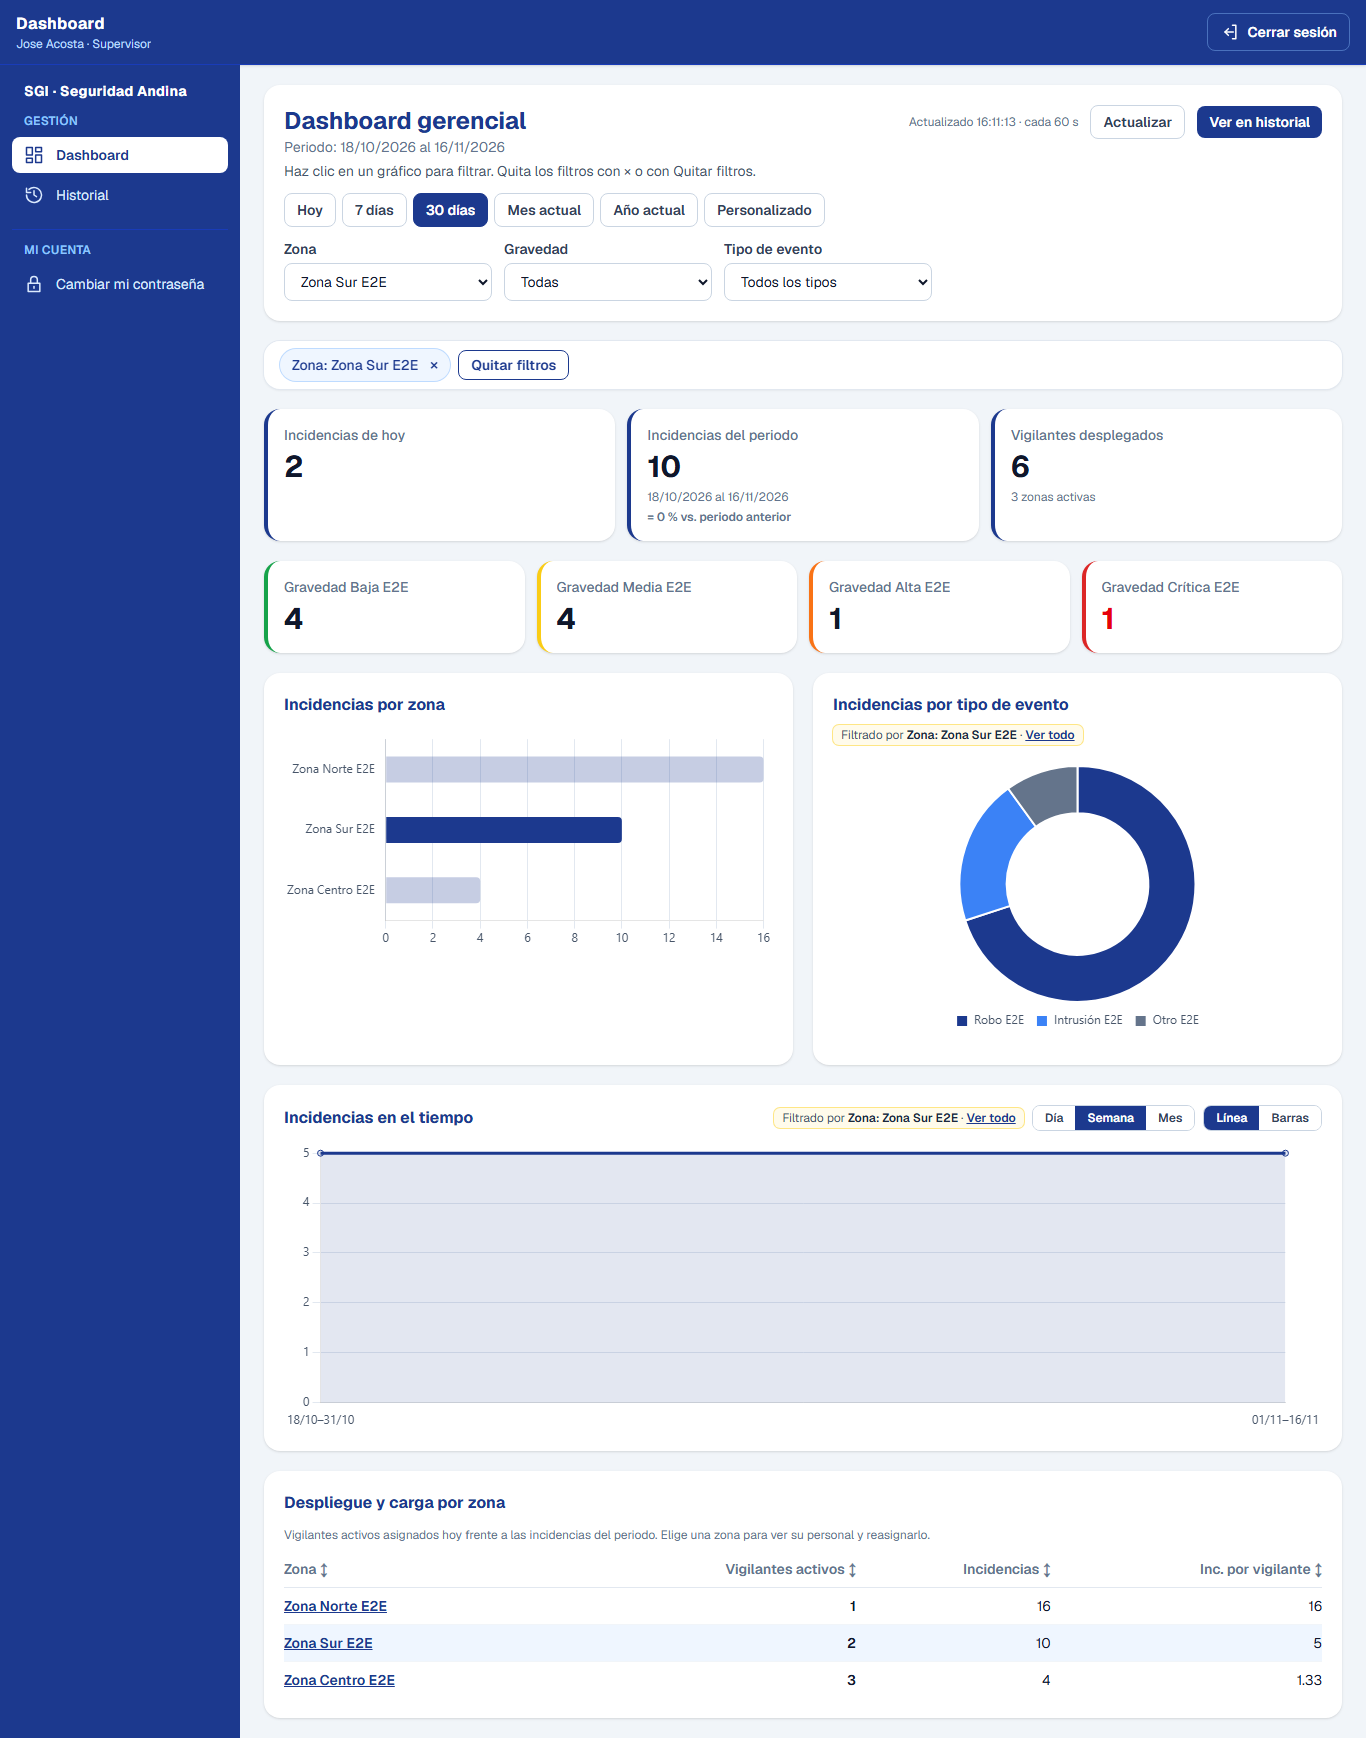 Dashboard
Jose Acosta · Supervisor
Cerrar sesión
SGI · Seguridad Andina
GESTIÓN
Dashboard
Historial
MI CUENTA
Cambiar mi contraseña
Dashboard gerencial
Actualizado 16:11:13 · cada 60 s
Actualizar
Ver en historial
Periodo: 18/10/2026 al 16/11/2026
Haz clic en un gráfico para filtrar. Quita los filtros con × o con Quitar filtros.
Hoy
7 días
30 días
Mes actual
Año actual
Personalizado
Zona
Gravedad
Tipo de evento
Zona Sur E2E
Todas
Todos los tipos
Zona: Zona Sur E2E ×
Quitar filtros
Incidencias de hoy
2
Incidencias del periodo
10
18/10/2026 al 16/11/2026
= 0 % vs. periodo anterior
Vigilantes desplegados
6
3 zonas activas
Gravedad Baja E2E
4
Gravedad Media E2E
4
Gravedad Alta E2E
1
Gravedad Crítica E2E
1
Incidencias por zona
Zona Norte E2E
Zona Sur E2E
Zona Centro E2E
0 2 4 6 8 10 12 14 16
Incidencias por tipo de evento
Filtrado por Zona: Zona Sur E2E · Ver todo
Robo E2E
Intrusión E2E
Otro E2E
Incidencias en el tiempo
Filtrado por Zona: Zona Sur E2E · Ver todo
Día
Semana
Mes
Línea
Barras
5
4
3
2
1
0
18/10–31/10
01/11–16/11
Despliegue y carga por zona
Vigilantes activos asignados hoy frente a las incidencias del periodo. Elige una zona para ver su personal y reasignarlo.
Zona ↕ Vigilantes activos ↕ Incidencias ↕ Inc. por vigilante ↕
Zona Norte E2E 1 16 16
Zona Sur E2E 2 10 5
Zona Centro E2E 3 4 1.33